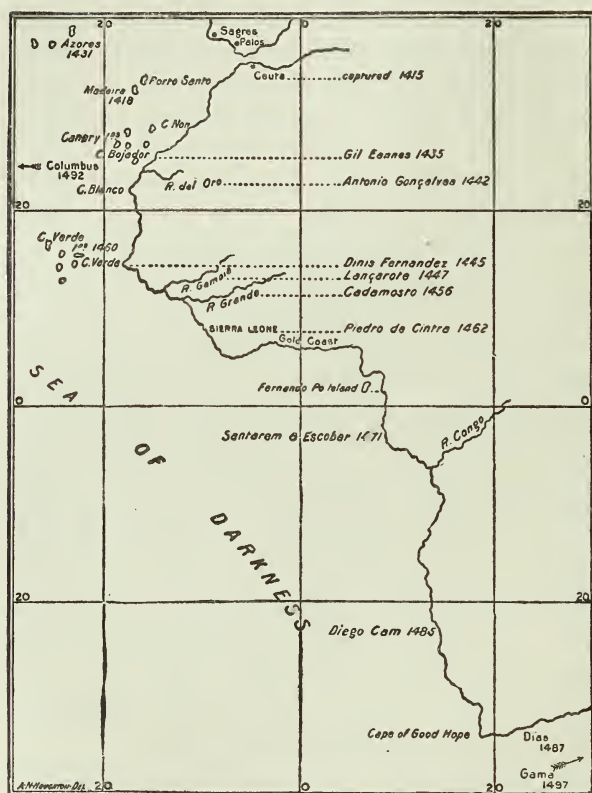 20
0
20
Azores
1431
Sagres
Palos
Ceuta
captured 1415
Porto Santo
Madeira
1418
C. Non
Canary Iˢ
C. Bojador
Gil Eannes 1435
Columbus
1492
R. del Oro
Antonio Gonçalves 1442
C. Blanco
20
20
C. Verde
Iˢ 1460
C. Verde
Dinis Fernandez 1445
R. Gambia
Lançarote 1447
R. Grande
Cadamosto 1456
SIERRA LEONE
Piedro de Cintra 1462
Gold Coast
Fernando Po Island
0
0
SEA
OF
DARKNESS
Santarem & Escobar 1471
R. Congo
20
20
Diego Cam 1485
Cape of Good Hope
Dias
1487
Gama
1497
A.N. Houghton-Del.
20
0
20